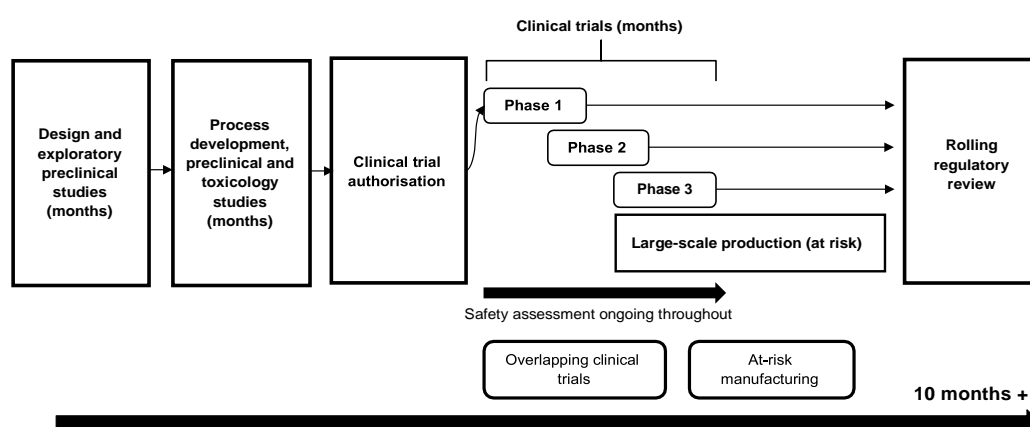 Clinical trials (months)
Design and
exploratory
preclinical
studies
(months)
Process
development,
preclinical and
toxicology
studies
(months)
Clinical trial
authorisation
Phase 1
Phase 2
Phase 3
Large-scale production (at risk)
Rolling
regulatory
review
Safety assessment ongoing throughout
Overlapping clinical
trials
At-risk
manufacturing
10 months +